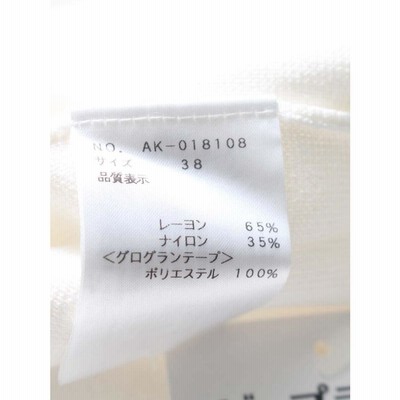 NO. AK-018108
サイズ 38
品質表示
レーヨン 65%
ナイロン 35%
<グログランテープ>
ポリエステル 100%